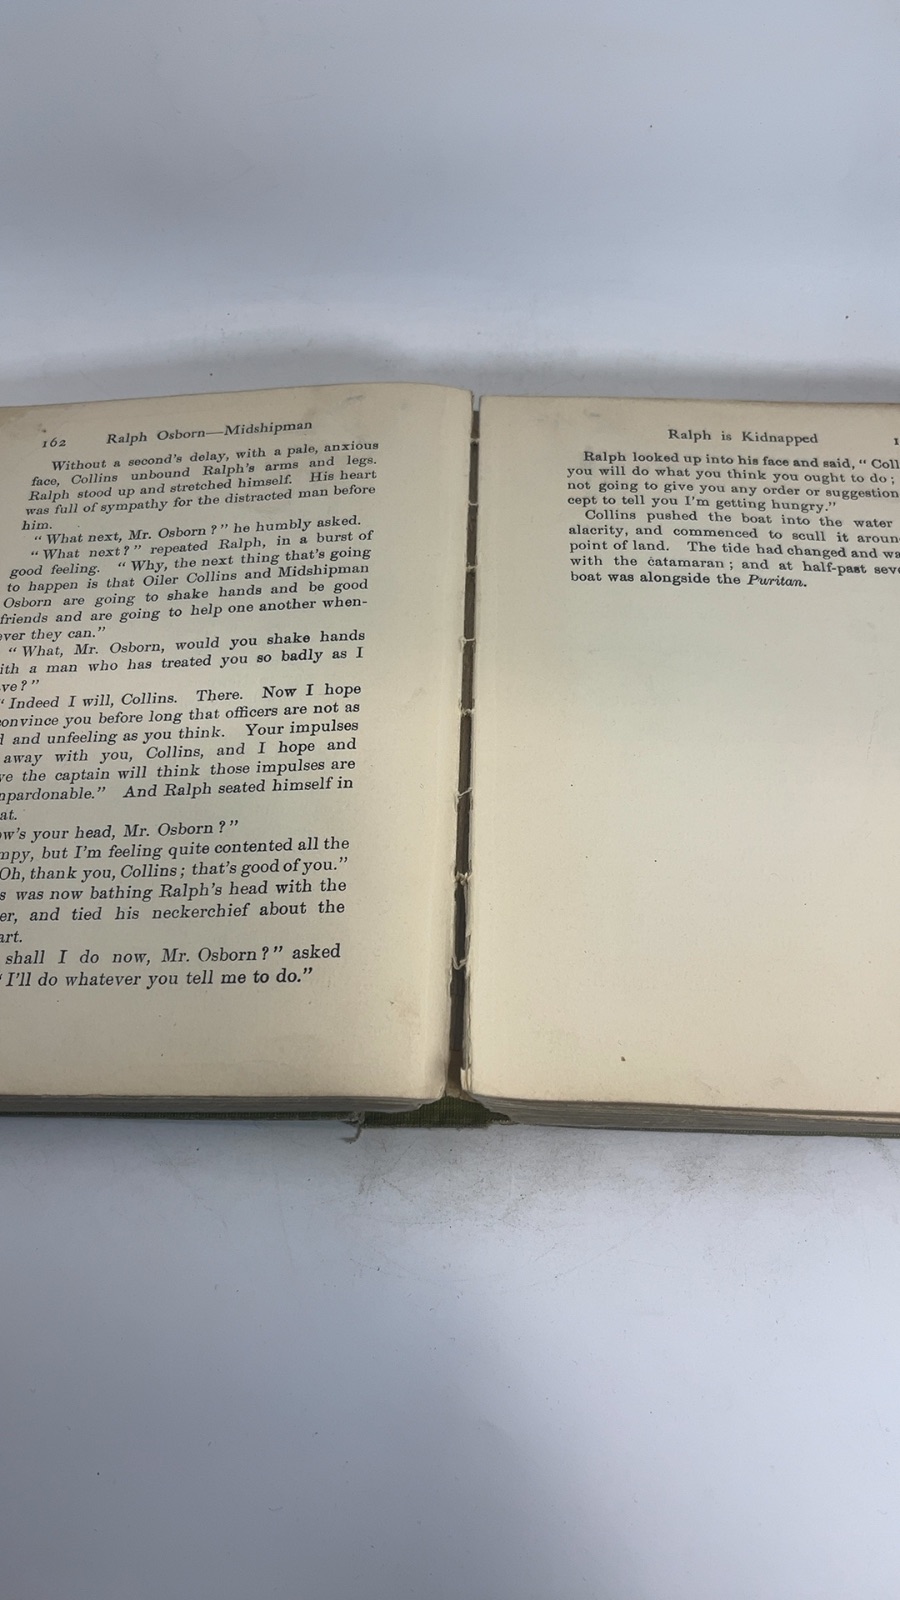 162 Ralph Osborn—Midshipman
Without a second's delay, with a pale, anxious
face, Collins unbound Ralph's arms and legs.
Ralph stood up and stretched himself. His heart
was full of sympathy for the distracted man before
him.
“What next, Mr. Osborn?” he humbly asked.
“What next?” repeated Ralph, in a burst of
good feeling. “Why, the next thing that's going
to happen is that Oiler Collins and Midshipman
Osborn are going to shake hands and be good
friends and are going to help one another when-
ever they can.”
“What, Mr. Osborn, would you shake hands
ith a man who has treated you so badly as I
ve?”
“Indeed I will, Collins. There. Now I hope
convince you before long that officers are not as
d and unfeeling as you think. Your impulses
away with you, Collins, and I hope and
ve the captain will think those impulses are
npardonable.” And Ralph seated himself in
at.
ow's your head, Mr. Osborn?”
mpy, but I'm feeling quite contented all the
Oh, thank you, Collins; that's good of you.”
s was now bathing Ralph's head with the
er, and tied his neckerchief about the
art.
shall I do now, Mr. Osborn?” asked
“I'll do whatever you tell me to do.”
Ralph is Kidnapped 1
Ralph looked up into his face and said, “Coll
you will do what you think you ought to do;
not going to give you any order or suggestion
cept to tell you I'm getting hungry.”
Collins pushed the boat into the water
alacrity, and commenced to scull it aroun
point of land. The tide had changed and wa
with the catamaran; and at half-past seve
boat was alongside the Puritan.